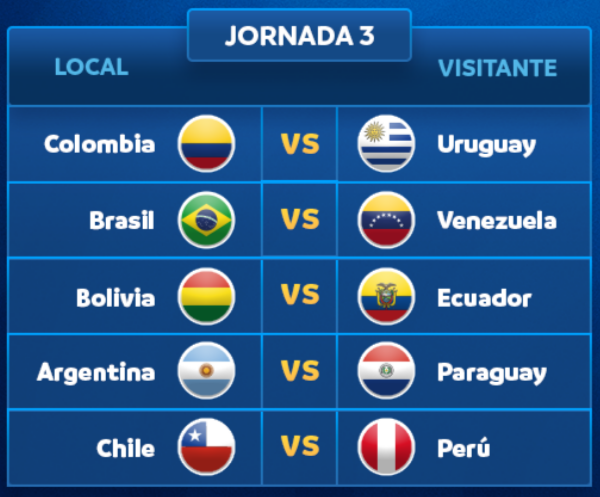 JORNADA 3
LOCAL VISITANTE
Colombia VS Uruguay
Brasil VS Venezuela
Bolivia VS Ecuador
Argentina VS Paraguay
Chile VS Perú